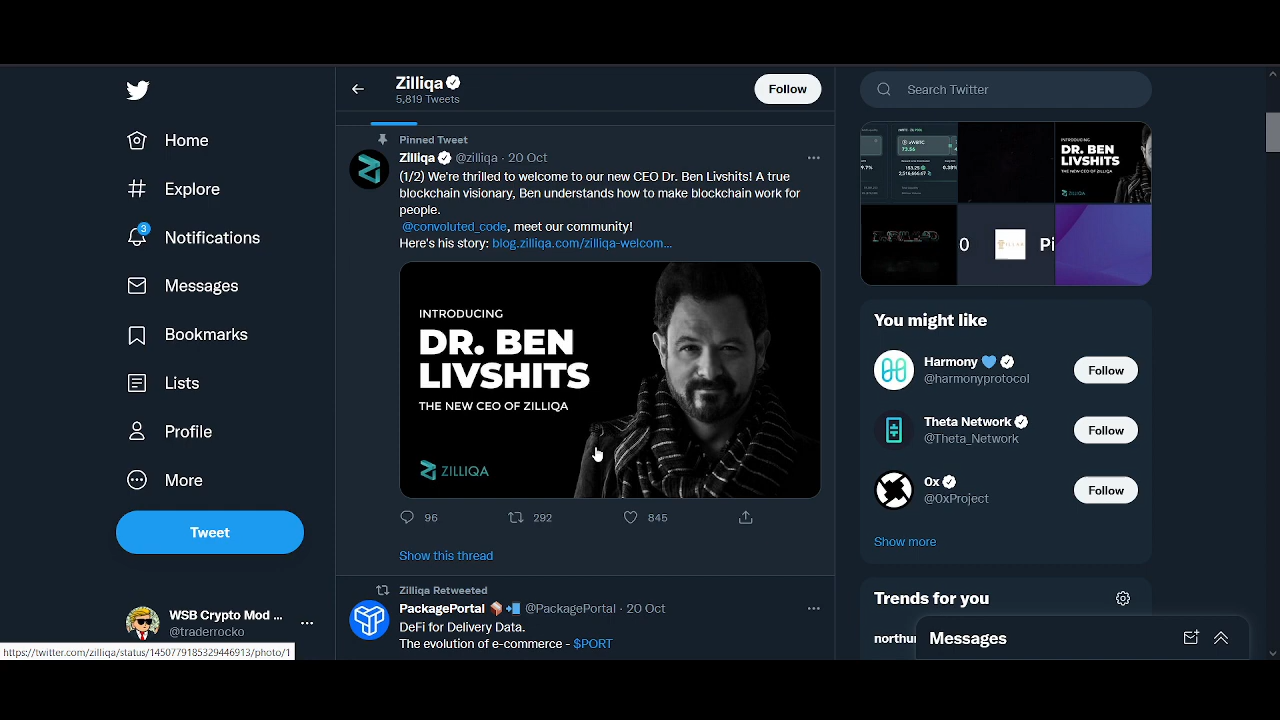 Home
Explore
3
Notifications
Messages
Bookmarks
Lists
Profile
More
Tweet
WSB Crypto Mod ...
@traderrocko
https://twitter.com/zilliqa/status/1450779185329446913/photo/1
Zilliqa
5,819 Tweets
Follow
Pinned Tweet
Zilliqa @zilliqa · 20 Oct
(1/2) We're thrilled to welcome to our new CEO Dr. Ben Livshits! A true
blockchain visionary, Ben understands how to make blockchain work for
people.
@convoluted_code, meet our community!
Here's his story: blog.zilliqa.com/zilliqa-welcom...
INTRODUCING
DR. BEN
LIVSHITS
THE NEW CEO OF ZILLIQA
ZILLIQA
96 292 845
Show this thread
Zilliqa Retweeted
PackagePortal @PackagePortal · 20 Oct
DeFi for Delivery Data.
The evolution of e-commerce - $PORT
Search Twitter
73.56
INTRODUCING
DR. BEN
LIVSHITS
0 Pi
You might like
Harmony
@harmonyprotocol
Follow
Theta Network
@Theta_Network
Follow
0x
@0xProject
Follow
Show more
Trends for you
northur
Messages